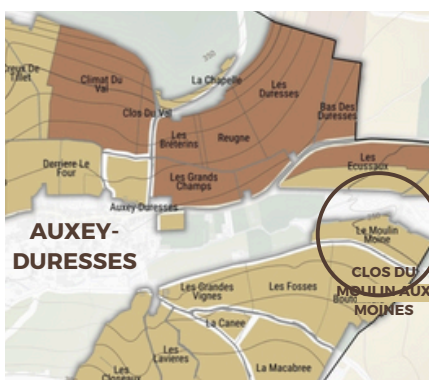 350
Creux De
Tillet
Climat Du
Val
La Chapelle
Les
Duresses
Clos Du Val
Bas Des
Duresses
Les
Bréterins
Reugne
Les
Ecussaux
Derriere Le
Four
Les Grands
Champs
Auxey-Duresses
AUXEY-
DURESSES
Le Moulin
Moine
CLOS DU
MOULIN AUX
MOINES
Les Grandes
Vignes
Les Fosses
Bout
La Canee
Les
Lavieres
La Macabree
Les
Closeaux